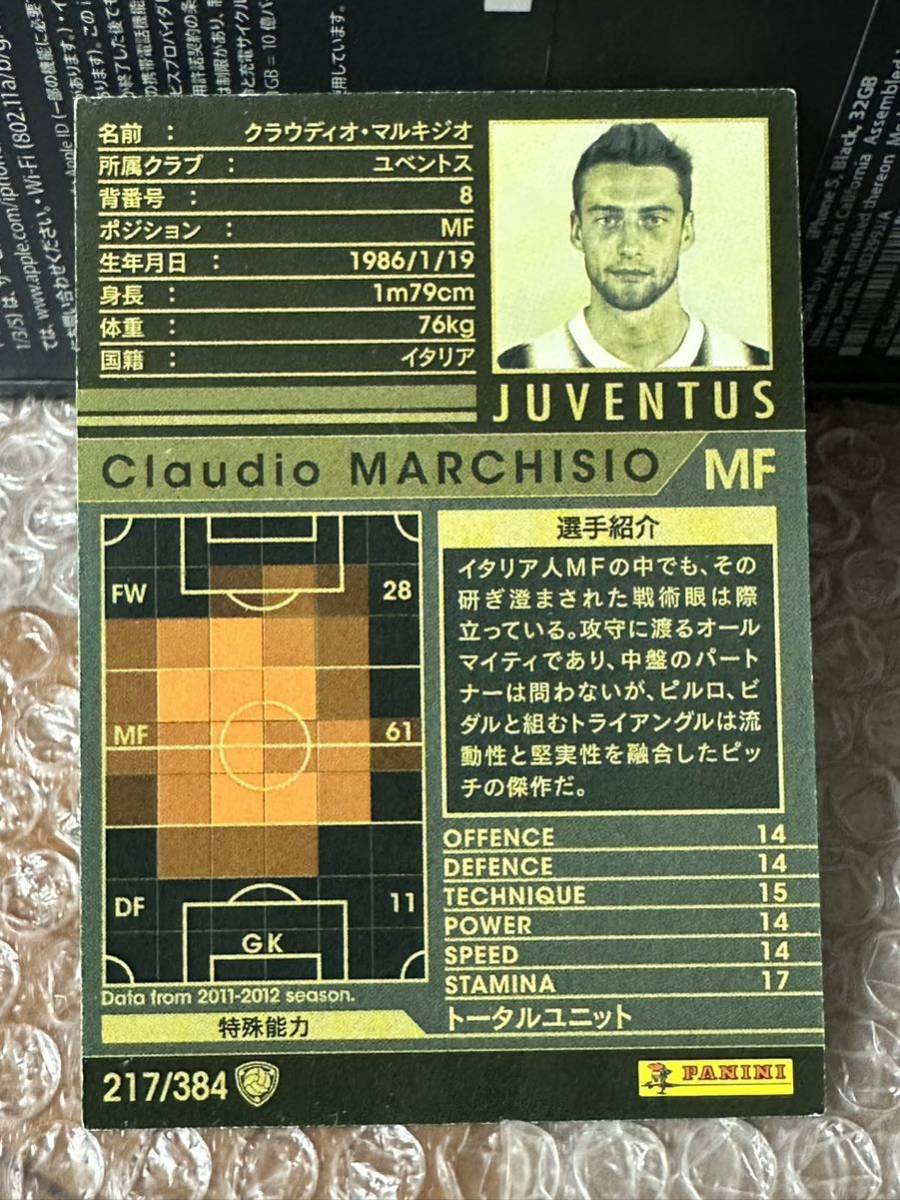 名前 : クラウディオ・マルキジオ
所属クラブ : ユベントス
背番号 : 8
ポジション : MF
生年月日 : 1986/1/19
身長 : 1m79cm
体重 : 76kg
国籍 : イタリア
JUVENTUS
Claudio MARCHISIO MF
FW 28
MF 61
DF 11
GK
Data from 2011-2012 season.
選手紹介
イタリア人MFの中でも、その
研ぎ澄まされた戦術眼は際
立っている。攻守に渡るオール
マイティであり、中盤のパート
ナーは問わないが、ピルロ、ビ
ダルと組むトライアングルは流
動性と堅実性を融合したピッ
チの傑作だ。
OFFENCE 14
DEFENCE 14
TECHNIQUE 15
POWER 14
SPEED 14
STAMINA 17
特殊能力 トータルユニット
217/384
PANINI
iPhone 5, Black, 32GB
by Apple in California